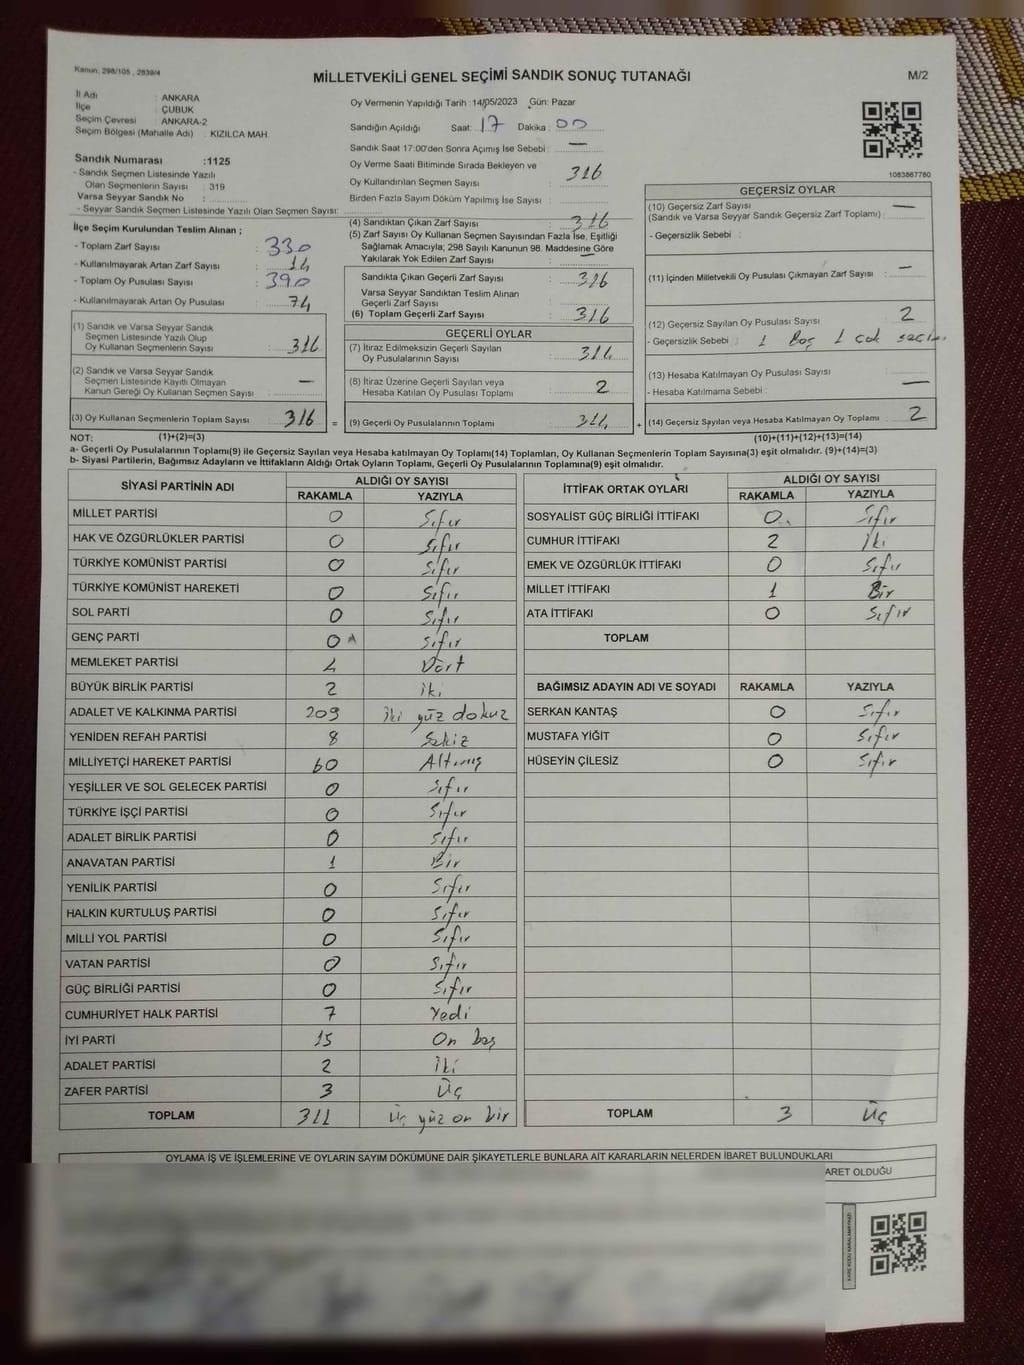 Kanun: 298/105 , 2839/4
MİLLETVEKİLİ GENEL SEÇİMİ SANDIK SONUÇ TUTANAĞI
M/2
İl Adı : ANKARA
İlçe : ÇUBUK
Seçim Çevresi : ANKARA-2
Seçim Bölgesi (Mahalle Adı) : KIZILCA MAH.
Sandık Numarası :1125
- Sandık Seçmen Listesinde Yazılı
Olan Seçmenlerin Sayısı : 319
Varsa Seyyar Sandık No :
- Seyyar Sandık Seçmen Listesinde Yazılı Olan Seçmen Sayısı:
İlçe Seçim Kurulundan Teslim Alınan ;
- Toplam Zarf Sayısı : 330
- Kullanılmayarak Artan Zarf Sayısı : 14
- Toplam Oy Pusulası Sayısı : 390
- Kullanılmayarak Artan Oy Pusulası : 74
(1) Sandık ve Varsa Seyyar Sandık
Seçmen Listesinde Yazılı Olup
Oy Kullanan Seçmenlerin Sayısı : 316
(2) Sandık ve Varsa Seyyar Sandık
Seçmen Listesinde Kayıtlı Olmayan
Kanun Gereği Oy Kullanan Seçmen Sayısı : —
(3) Oy Kullanan Seçmenlerin Toplam Sayısı : 316 =
Oy Vermenin Yapıldığı Tarih :14/05/2023 Gün: Pazar
Sandığın Açıldığı Saat: 17 Dakika : 00
Sandık Saat 17:00'den Sonra Açımış İse Sebebi : —
Oy Verme Saati Bitiminde Sırada Bekleyen ve
Oy Kullandırılan Seçmen Sayısı : 316
Birden Fazla Sayım Döküm Yapılmış İse Sayısı :
(4) Sandıktan Çıkan Zarf Sayısı : 316
(5) Zarf Sayısı Oy Kullanan Seçmen Sayısından Fazla İse, Eşitliği
Sağlamak Amacıyla; 298 Sayılı Kanunun 98. Maddesine Göre
Yakılarak Yok Edilen Zarf Sayısı : —
Sandıkta Çıkan Geçerli Zarf Sayısı : 316
Varsa Seyyar Sandıktan Teslim Alınan
Geçerli Zarf Sayısı :
(6) Toplam Geçerli Zarf Sayısı : 316
GEÇERLİ OYLAR
(7) İtiraz Edilmeksizin Geçerli Sayılan
Oy Pusulalarının Sayısı : 314
(8) İtiraz Üzerine Geçerli Sayılan veya
Hesaba Katılan Oy Pusulası Toplamı : 2
(9) Geçerli Oy Pusulalarının Toplamı : 314 +
1083867760
GEÇERSİZ OYLAR
(10) Geçersiz Zarf Sayısı
(Sandık ve Varsa Seyyar Sandık Geçersiz Zarf Toplamı) : —
- Geçersizlik Sebebi :
(11) İçinden Milletvekili Oy Pusulası Çıkmayan Zarf Sayısı : —
(12) Geçersiz Sayılan Oy Pusulası Sayısı : 2
- Geçersizlik Sebebi : 1 Boş 1 çok seçim
(13) Hesaba Katılmayan Oy Pusulası Sayısı :
- Hesaba Katılmama Sebebi : —
(14) Geçersiz Sayılan veya Hesaba Katılmayan Oy Toplamı : 2
NOT: (1)+(2)=(3) (10)+(11)+(12)+(13)=(14)
a- Geçerli Oy Pusulalarının Toplamı(9) ile Geçersiz Sayılan veya Hesaba Katılmayan Oy Toplamı(14) Toplamları, Oy Kullanan Seçmenlerin Toplam Sayısına(3) eşit olmalıdır. (9)+(14)=(3)
b- Siyasi Partilerin, Bağımsız Adayların ve İttifakların Aldığı Ortak Oyların Toplamı, Geçerli Oy Pusulalarının Toplamına(9) eşit olmalıdır.
SİYASİ PARTİNİN ADI ALDIĞI OY SAYISI
RAKAMLA YAZIYLA
MİLLET PARTİSİ 0 Sıfır
HAK VE ÖZGÜRLÜKLER PARTİSİ 0 Sıfır
TÜRKİYE KOMÜNİST PARTİSİ 0 Sıfır
TÜRKİYE KOMÜNİST HAREKETİ 0 Sıfır
SOL PARTİ 0 Sıfır
GENÇ PARTİ 0 Sıfır
MEMLEKET PARTİSİ 4 Dört
BÜYÜK BİRLİK PARTİSİ 2 İki
ADALET VE KALKINMA PARTİSİ 209 İki yüz dokuz
YENİDEN REFAH PARTİSİ 8 Sekiz
MİLLİYETÇİ HAREKET PARTİSİ 60 Altmış
YEŞİLLER VE SOL GELECEK PARTİSİ 0 Sıfır
TÜRKİYE İŞÇİ PARTİSİ 0 Sıfır
ADALET BİRLİK PARTİSİ 0 Sıfır
ANAVATAN PARTİSİ 1 Bir
YENİLİK PARTİSİ 0 Sıfır
HALKIN KURTULUŞ PARTİSİ 0 Sıfır
MİLLİ YOL PARTİSİ 0 Sıfır
VATAN PARTİSİ 0 Sıfır
GÜÇ BİRLİĞİ PARTİSİ 0 Sıfır
CUMHURİYET HALK PARTİSİ 7 Yedi
İYİ PARTİ 15 On beş
ADALET PARTİSİ 2 İki
ZAFER PARTİSİ 3 Üç
TOPLAM 311 Üç yüz on bir
İTTİFAK ORTAK OYLARI ALDIĞI OY SAYISI
RAKAMLA YAZIYLA
SOSYALİST GÜÇ BİRLİĞİ İTTİFAKI 0 Sıfır
CUMHUR İTTİFAKI 2 İki
EMEK VE ÖZGÜRLÜK İTTİFAKI 0 Sıfır
MİLLET İTTİFAKI 1 Bir
ATA İTTİFAKI 0 Sıfır
TOPLAM
BAĞIMSIZ ADAYIN ADI VE SOYADI RAKAMLA YAZIYLA
SERKAN KANTAŞ 0 Sıfır
MUSTAFA YİĞİT 0 Sıfır
HÜSEYİN ÇİLESİZ 0 Sıfır
TOPLAM 3 Üç
OYLAMA İŞ VE İŞLEMLERİNE VE OYLARIN SAYIM DÖKÜMÜNE DAİR ŞİKAYETLERLE BUNLARA AİT KARARLARIN NELERDEN İBARET BULUNDUKLARI
ARET OLDUĞU
KARE KODU KARALAMAYINIZ!